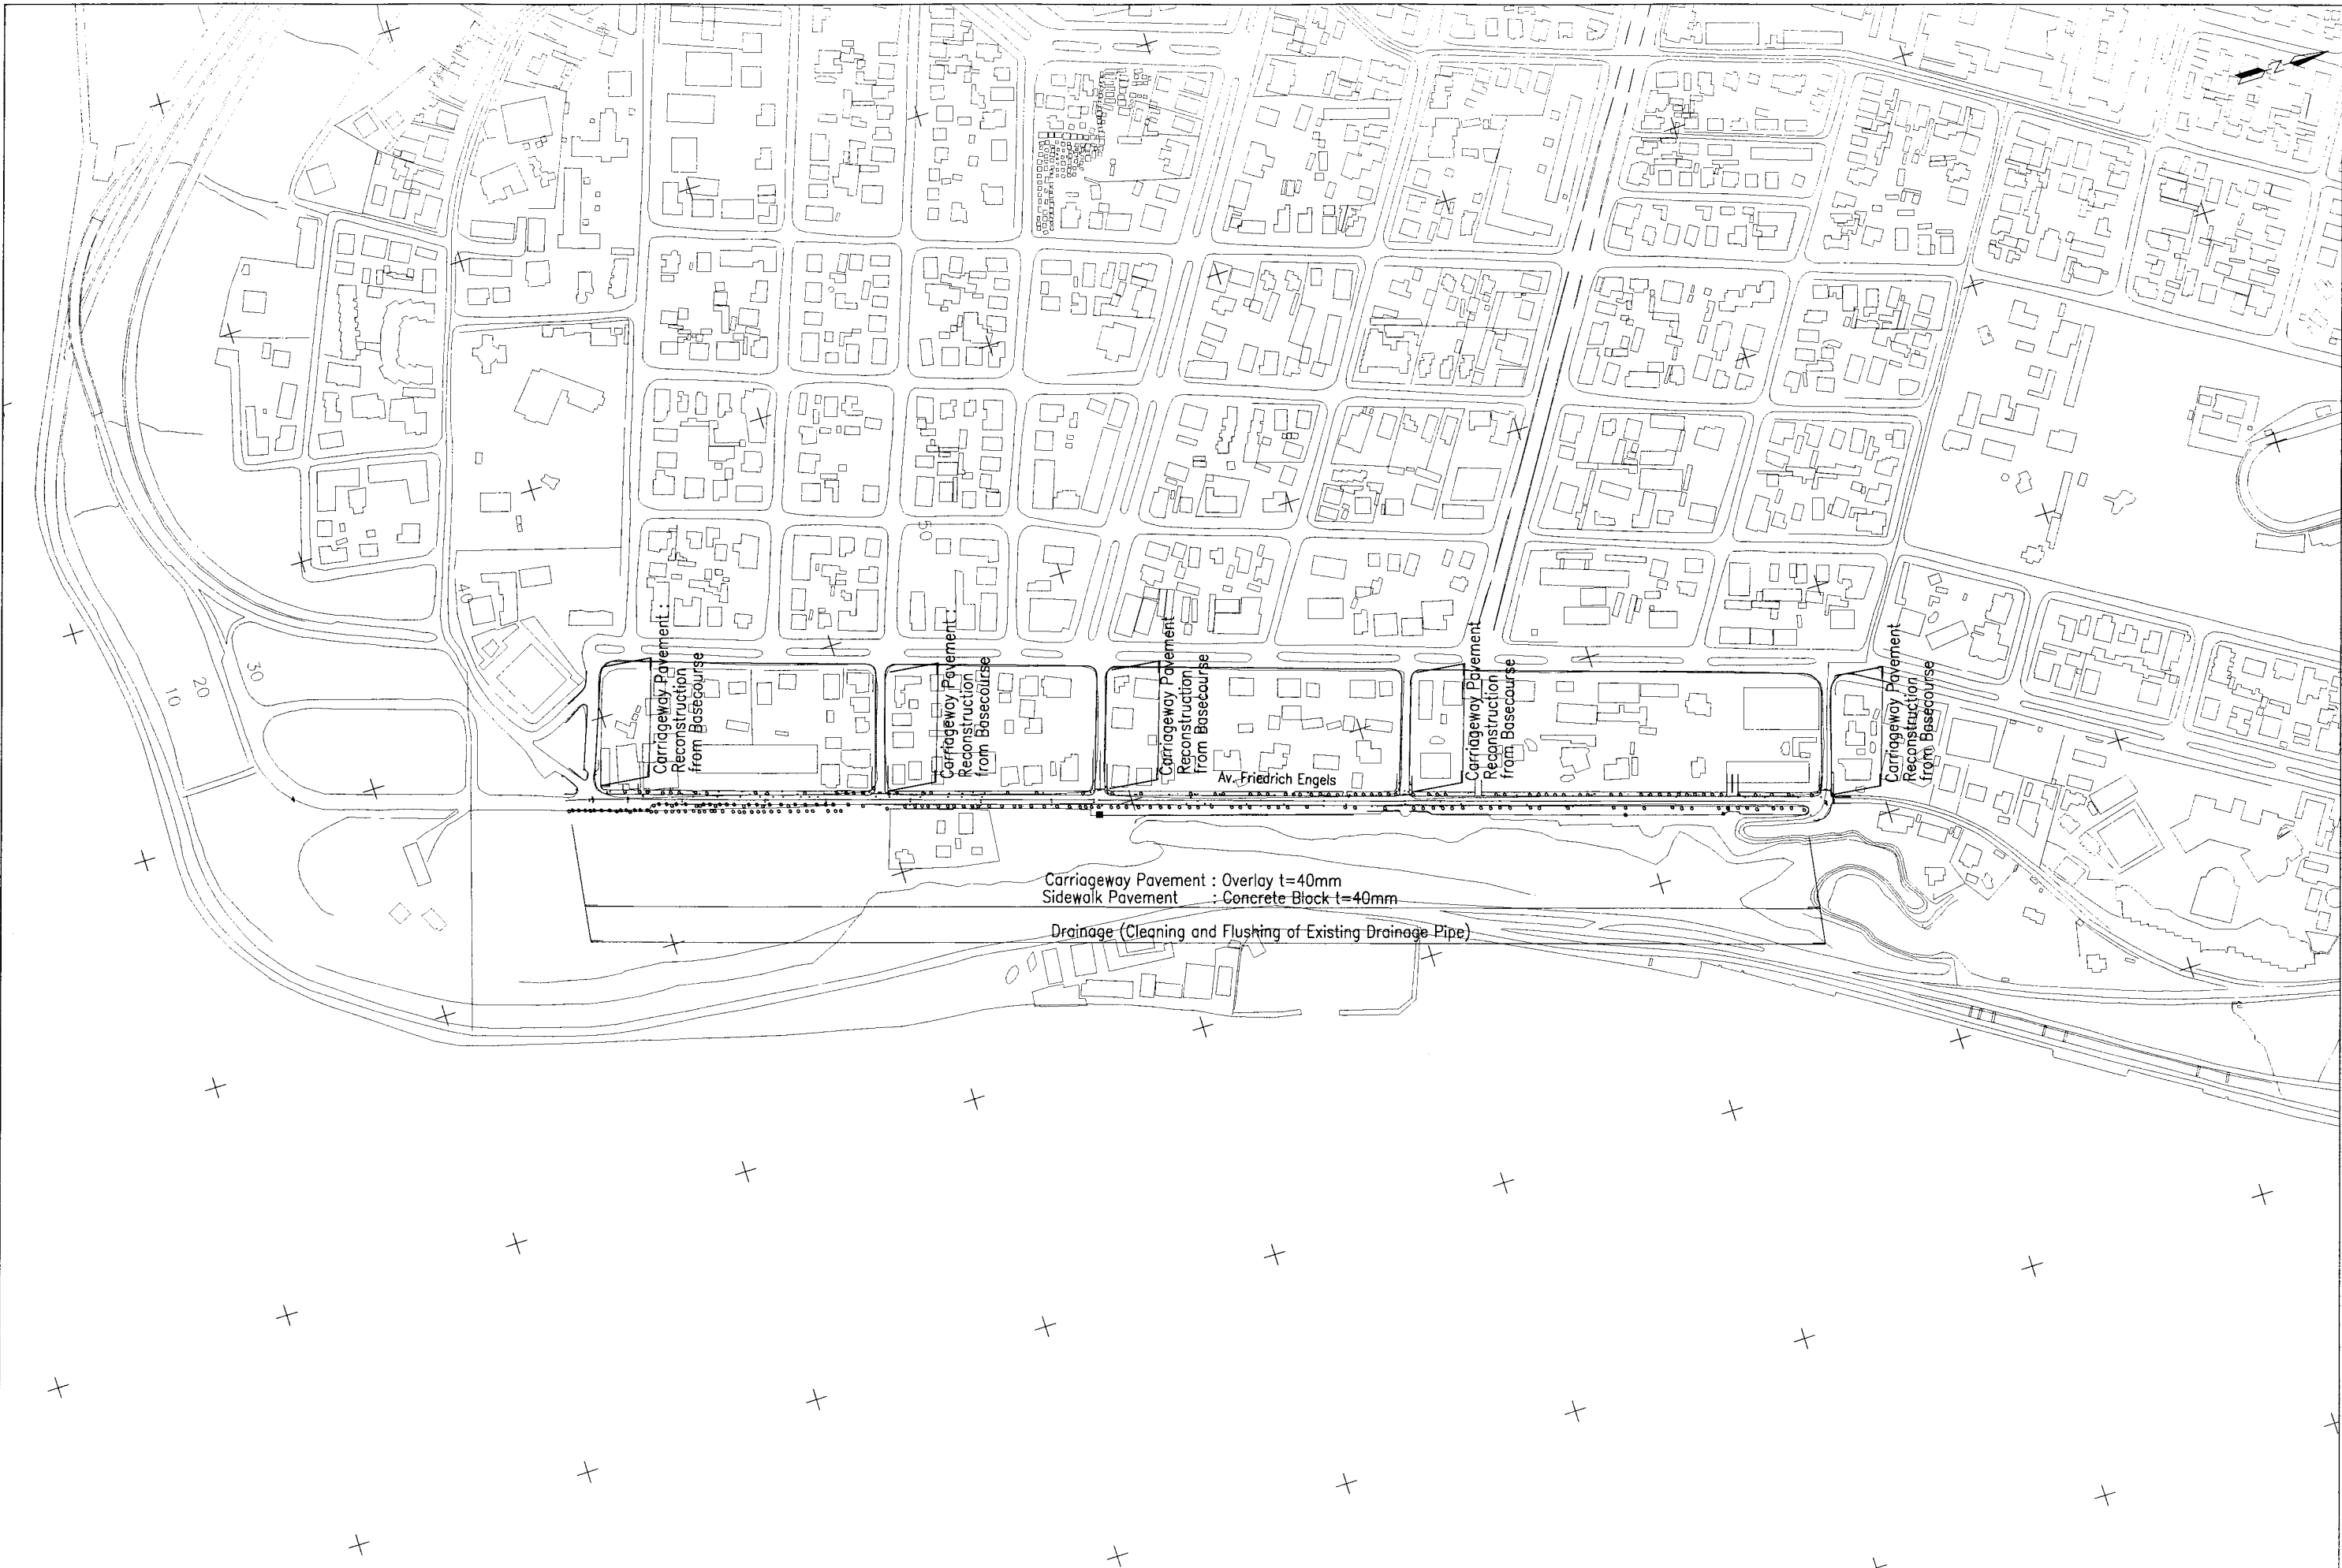 N
50
40
30
20
10
Carriageway Pavement :
Reconstruction
from Basecourse
Carriageway Pavement :
Reconstruction
from Basecourse
Carriageway Pavement
Reconstruction
from Basecourse
Carriageway Pavement
Reconstruction
from Basecourse
Carriageway Pavement
Reconstruction
from Basecourse
Av. Friedrich Engels
Carriageway Pavement : Overlay t=40mm
Sidewalk Pavement : Concrete Block t=40mm
Drainage (Cleaning and Flushing of Existing Drainage Pipe)